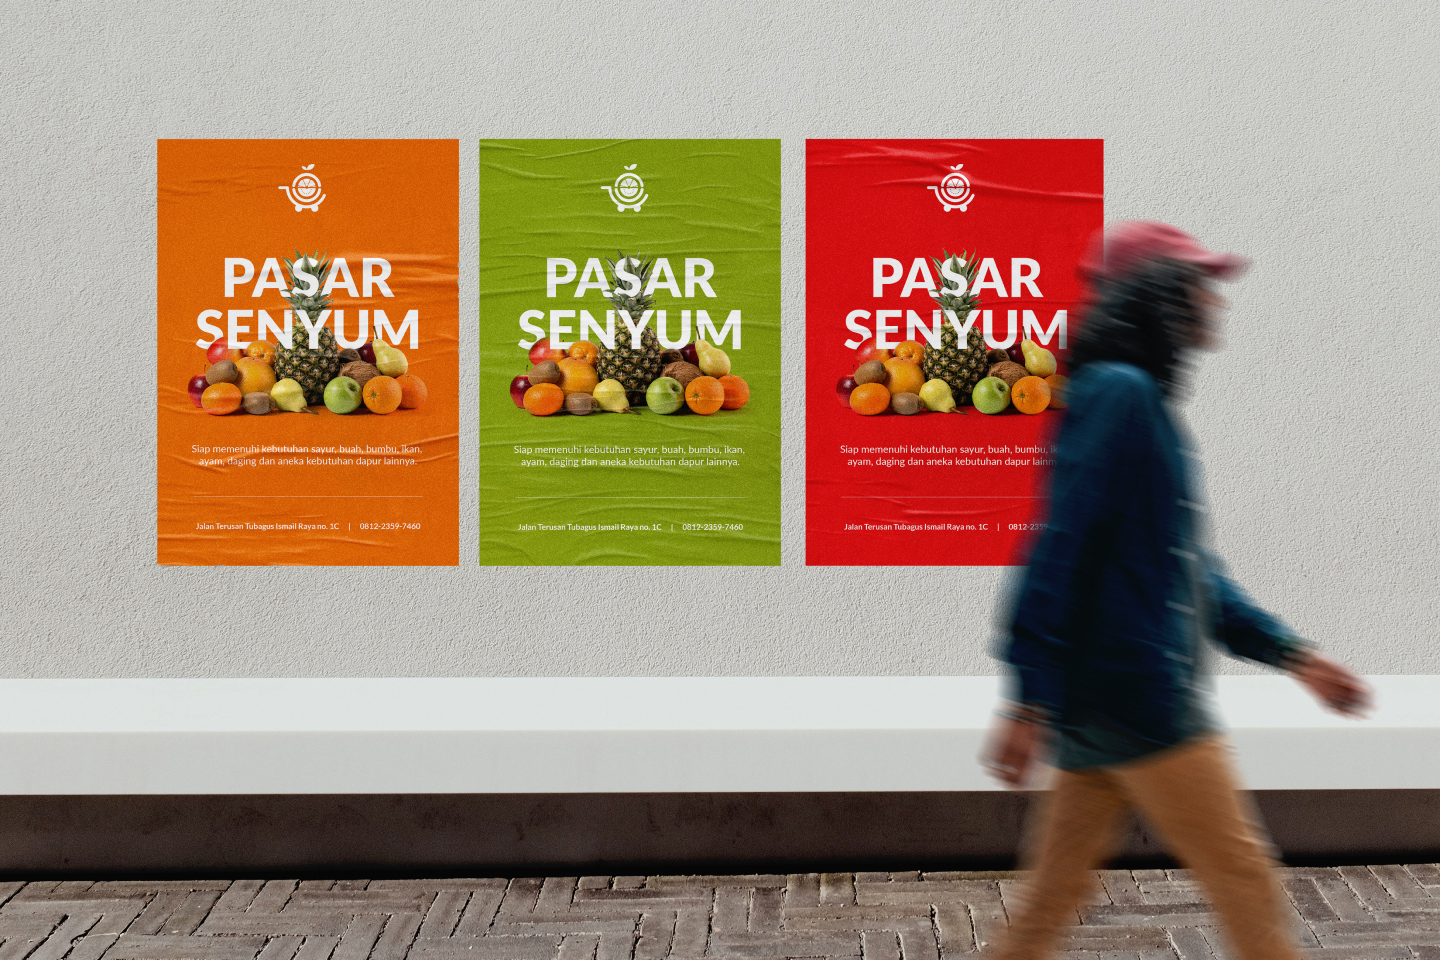 PASAR
SENYUM
Siap memenuhi kebutuhan sayur, buah, bumbu, ikan,
ayam, daging dan aneka kebutuhan dapur lainnya.
Jalan Terusan Tubagus Ismail Raya no. 1C | 0812-2359-7460
PASAR
SENYUM
Siap memenuhi kebutuhan sayur, buah, bumbu, ikan,
ayam, daging dan aneka kebutuhan dapur lainnya.
Jalan Terusan Tubagus Ismail Raya no. 1C | 0812-2359-7460
PASAR
SENYUM
Siap memenuhi kebutuhan sayur, buah, bumbu,
ayam, daging dan aneka kebutuhan dapur
Jalan Terusan Tubagus Ismail Raya no. 1C | 0812-2359